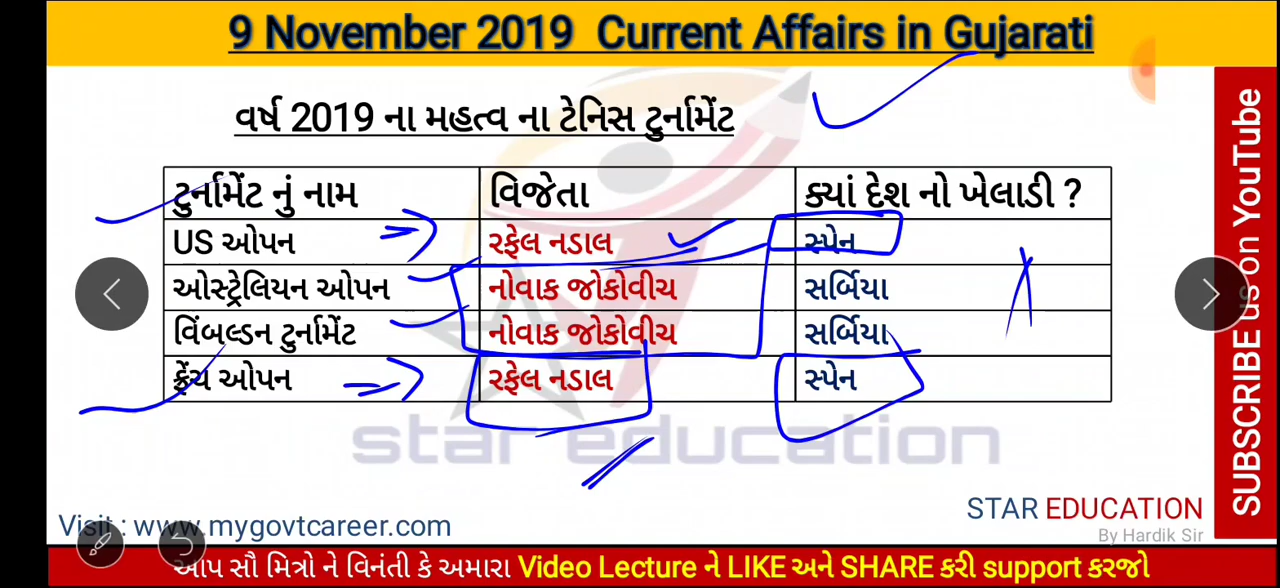 9 November 2019 Current Affairs in Gujarati
વર્ષ 2019 ના મહત્વ ના ટેનિસ ટુર્નામેંટ
ટુર્નામેંટ નું નામ વિજેતા ક્યાં દેશ નો ખેલાડી ?
US ઓપન રફેલ નડાલ સ્પેન
ઓસ્ટ્રેલિયન ઓપન નોવાક જોકોવીચ સર્બિયા
વિંબલ્ડન ટુર્નામેંટ નોવાક જોકોવીચ સર્બિયા
ફ્રેંચ ઓપન રફેલ નડાલ સ્પેન
star education
STAR EDUCATION
By Hardik Sir
Visit : www.mygovtcareer.com
આપ સૌ મિત્રો ને વિનંતી કે અમારા Video Lecture ને LIKE અને SHARE કરી support કરજો
SUBSCRIBE us on YouTube